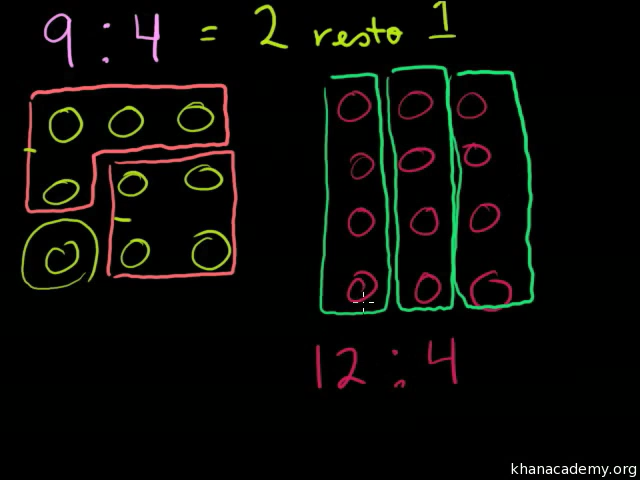 9 : 4 = 2 resto 1
12 : 4
khanacademy.org